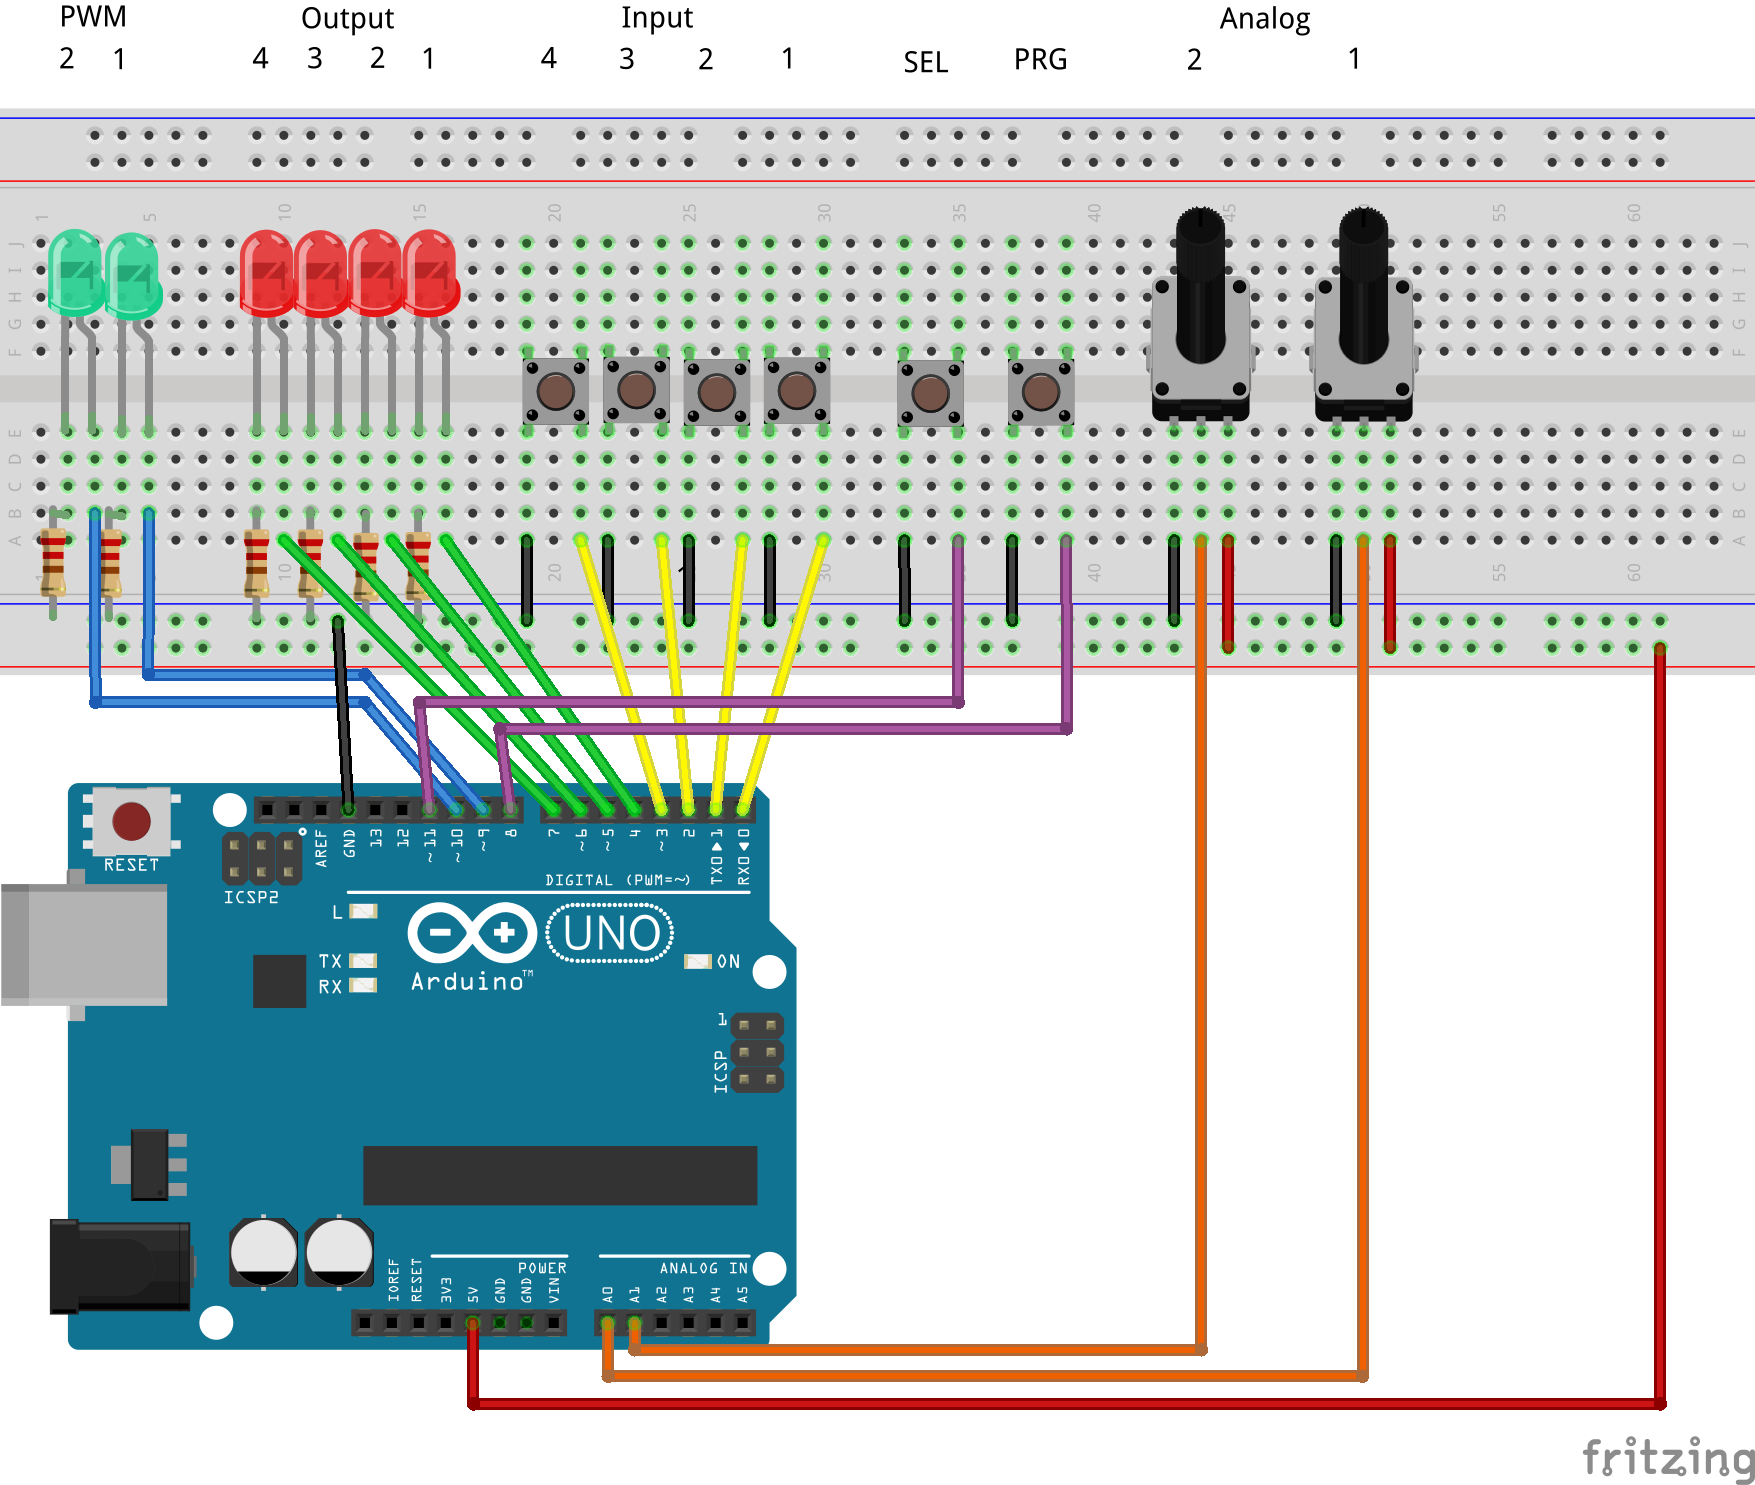 PWM Output Input Analog
2 1 4 3 2 1 4 3 2 1 SEL PRG 2 1
1 5 10 15 20 25 30 35 40 45 55 60
J J
I I
H H
G G
F F
E E
D D
C C
B B
A A
1 10 20 30 40 55 60
RESET
ICSP2
AREF GND 13 12 ~11 ~10 ~9 8 7 ~6 ~5 4 ~3 2 TX0▶1 RX0◀0
DIGITAL (PWM=~)
L
TX
RX
UNO
Arduino™
ON
1
ICSP
IOREF RESET 3V3 5V GND GND VIN
POWER
A0 A1 A2 A3 A4 A5
ANALOG IN
fritzing